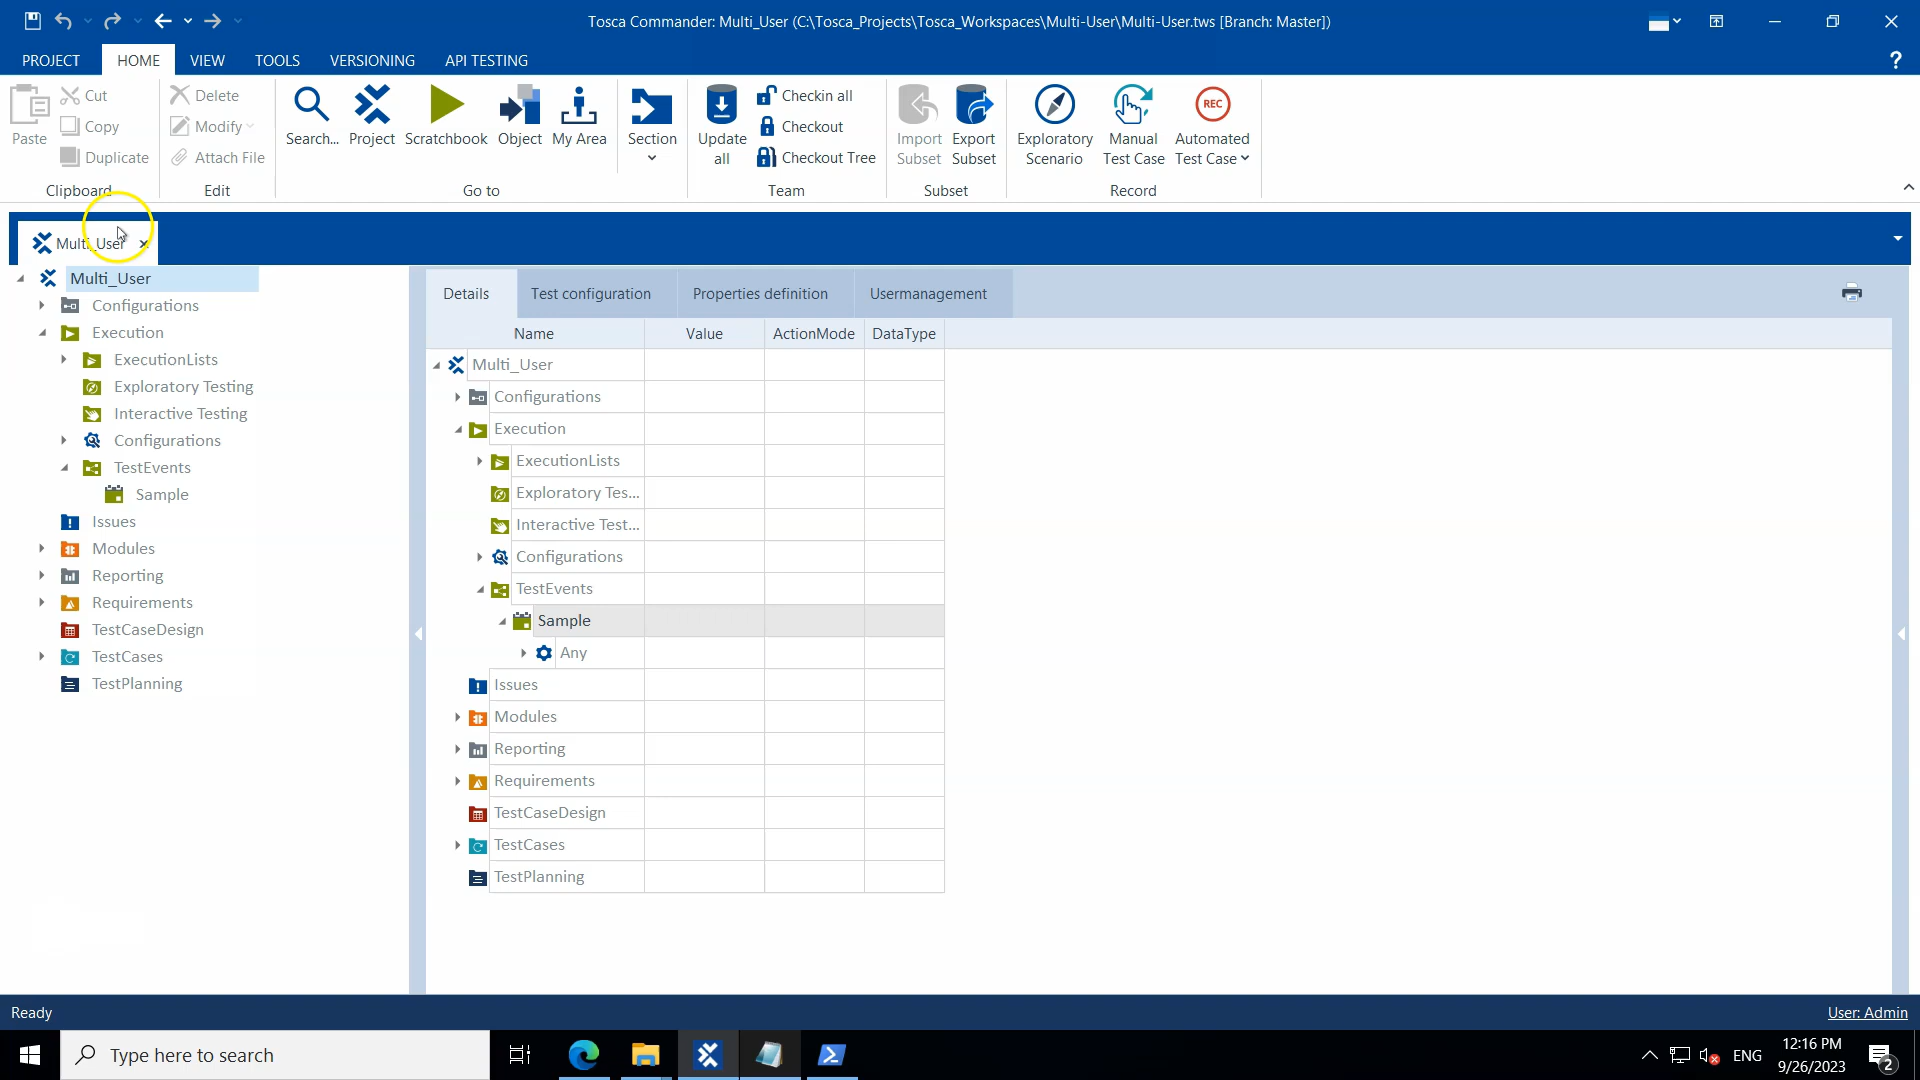 Tosca Commander: Multi_User (C:\Tosca_Projects\Tosca_Workspaces\Multi-User\Multi-User.tws [Branch: Master])
PROJECT HOME VIEW TOOLS VERSIONING API TESTING ?
Paste
Cut
Copy
Duplicate
Clipboard
Delete
Modify
Attach File
Edit
Search...
Project
Scratchbook
Object
My Area
Section
Go to
Update
all
Checkin all
Checkout
Checkout Tree
Team
Import
Subset
Export
Subset
Subset
Exploratory
Scenario
Manual
Test Case
REC
Automated
Test Case
Record
Multi_User
Multi_User
Configurations
Execution
ExecutionLists
Exploratory Testing
Interactive Testing
Configurations
TestEvents
Sample
Issues
Modules
Reporting
Requirements
TestCaseDesign
TestCases
TestPlanning
Details Test configuration Properties definition Usermanagement
Name Value ActionMode DataType
Multi_User
Configurations
Execution
ExecutionLists
Exploratory Tes...
Interactive Test...
Configurations
TestEvents
Sample
Any
Issues
Modules
Reporting
Requirements
TestCaseDesign
TestCases
TestPlanning
Ready
User: Admin
Type here to search
ENG
12:16 PM
9/26/2023
2